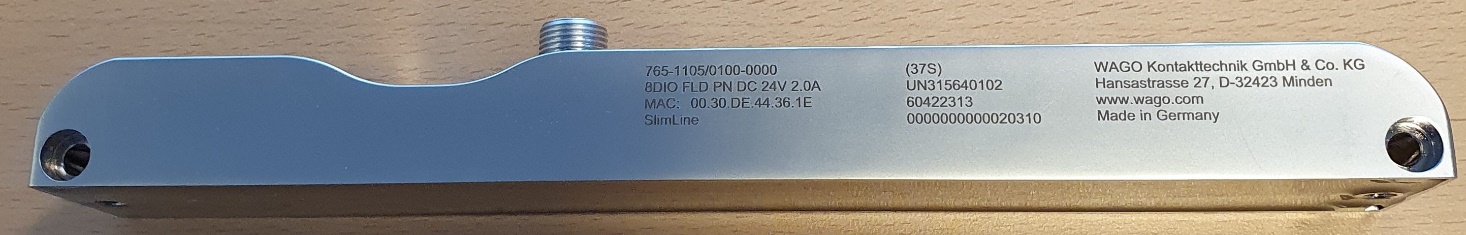 765-1105/0100-0000
8DIO FLD PN DC 24V 2.0A
MAC: 00.30.DE.44.36.1E
SlimLine
(37S)
UN315640102
60422313
0000000000020310
WAGO Kontakttechnik GmbH & Co. KG
Hansastrasse 27, D-32423 Minden
www.wago.com
Made in Germany